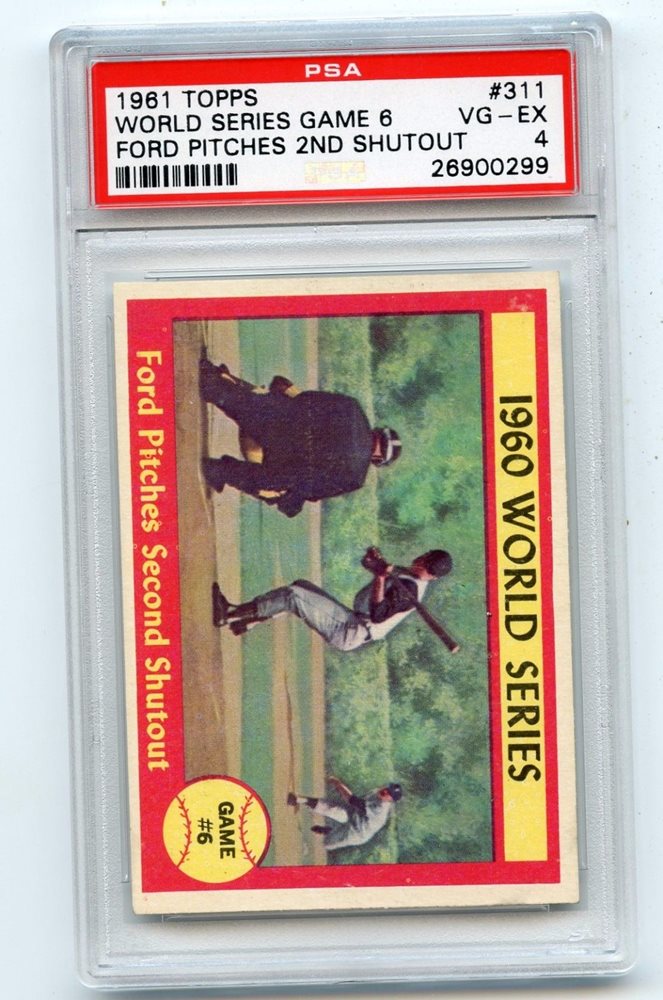 PSA
1961 TOPPS #311
WORLD SERIES GAME 6 VG-EX
FORD PITCHES 2ND SHUTOUT 4
26900299
1960 WORLD SERIES
Ford Pitches Second Shutout
GAME
#6